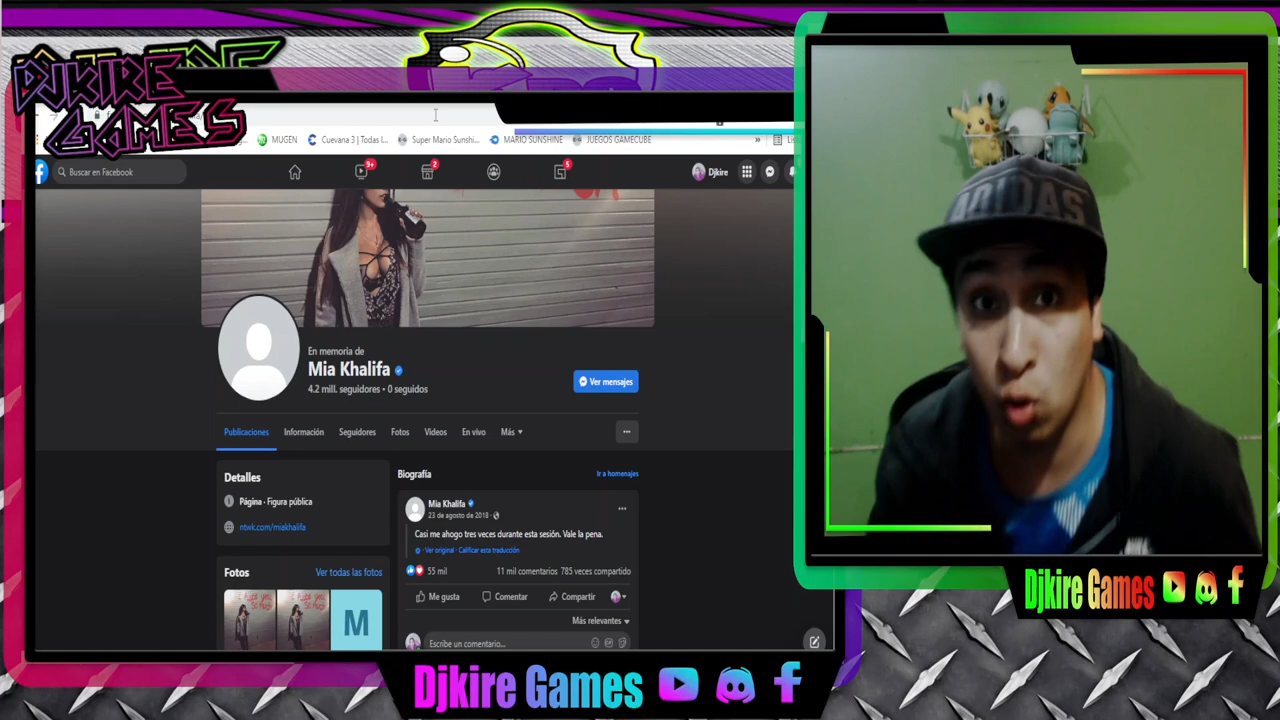 DJKIRE
GAMES
MUGEN
Cuevana 3 | Todas l...
Super Mario Sunshi...
MARIO SUNSHINE
JUEGOS GAMECUBE
»
Buscar en Facebook
9+
2
5
Djkire
En memoria de
Mia Khalifa
4.2 mill. seguidores • 0 seguidos
Ver mensajes
Publicaciones
Información
Seguidores
Fotos
Videos
En vivo
Más
Detalles
Página · Figura pública
ntwk.com/miakhalifa
Fotos
Ver todas las fotos
M
Biografía
Ir a homenajes
Mia Khalifa
23 de agosto de 2018
Casi me ahogo tres veces durante esta sesión. Vale la pena.
Ver original · Calificar esta traducción
55 mil
11 mil comentarios 785 veces compartido
Me gusta
Comentar
Compartir
Más relevantes
Escribe un comentario...
ADIDAS
Djkire Games
Djkire Games